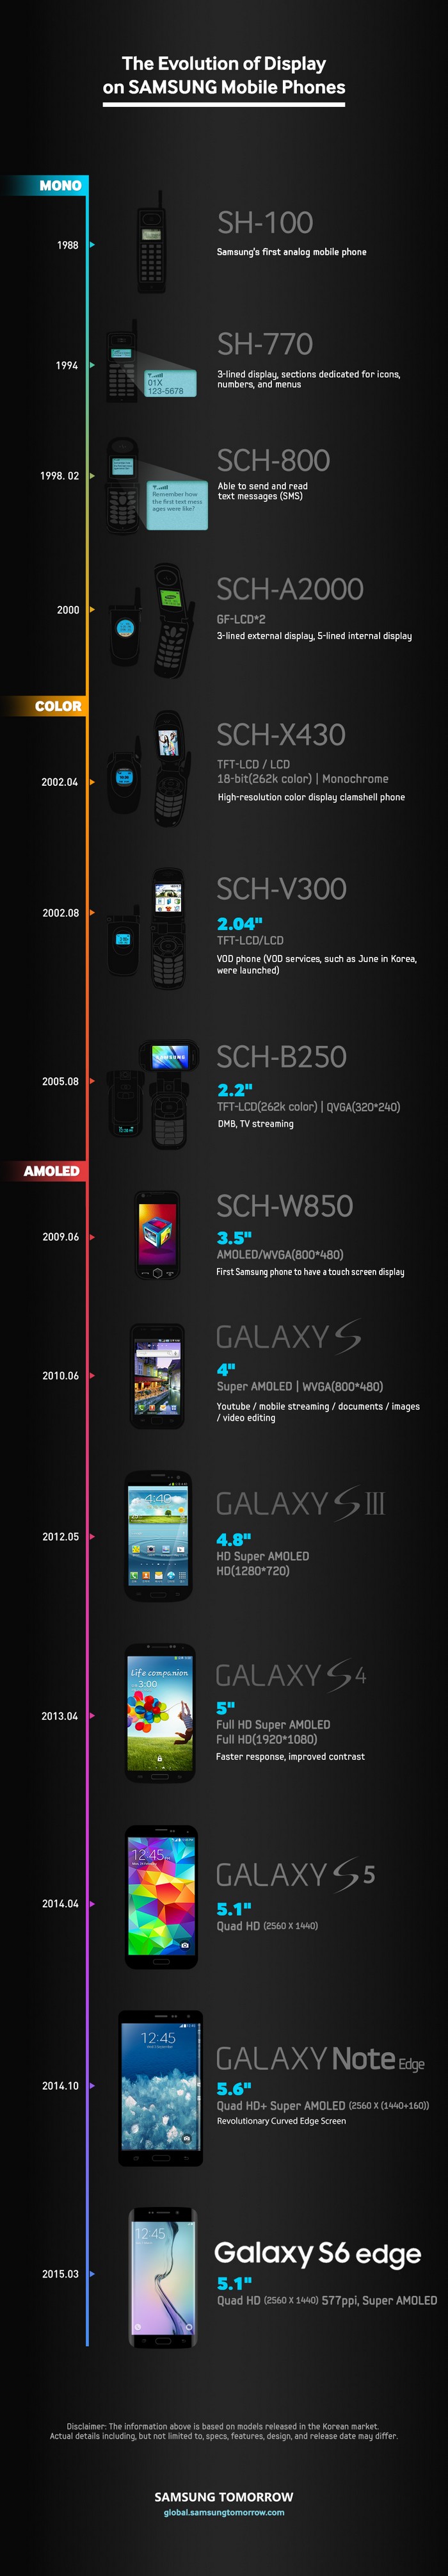 The Evolution of Display
on SAMSUNG Mobile Phones
MONO
1988
SH-100
Samsung's first analog mobile phone
1994
01X
123-5678
SH-770
3-lined display, sections dedicated for icons,
numbers, and menus
1998. 02
Remember how
the first text mess
ages were like?
SCH-800
Able to send and read
text messages (SMS)
2000
SCH-A2000
GF-LCD*2
3-lined external display, 5-lined internal display
COLOR
2002.04
SCH-X430
TFT-LCD / LCD
18-bit(262k color) | Monochrome
High-resolution color display clamshell phone
2002.08
SCH-V300
2.04"
TFT-LCD/LCD
VOD phone (VOD services, such as June in Korea,
were launched)
2005.08
SAMSUNG
SCH-B250
2.2"
TFT-LCD(262k color) | QVGA(320*240)
DMB, TV streaming
AMOLED
2009.06
SCH-W850
3.5"
AMOLED/WVGA(800*480)
First Samsung phone to have a touch screen display
2010.06
GALAXY S
4"
Super AMOLED | WVGA(800*480)
Youtube / mobile streaming / documents / images
/ video editing
2012.05
4:40
GALAXY S III
4.8"
HD Super AMOLED
HD(1280*720)
2013.04
Life companion
3:00
GALAXY S4
5"
Full HD Super AMOLED
Full HD(1920*1080)
Faster response, improved contrast
2014.04
12:45
GALAXY S5
5.1"
Quad HD (2560 X 1440)
2014.10
12:45
GALAXY Note Edge
5.6"
Quad HD+ Super AMOLED (2560 X (1440+160))
Revolutionary Curved Edge Screen
2015.03
12:45
Galaxy S6 edge
5.1"
Quad HD (2560 X 1440) 577ppi, Super AMOLED
Disclaimer: The information above is based on models released in the Korean market.
Actual details including, but not limited to, specs, features, design, and release date may differ.
SAMSUNG TOMORROW
global.samsungtomorrow.com